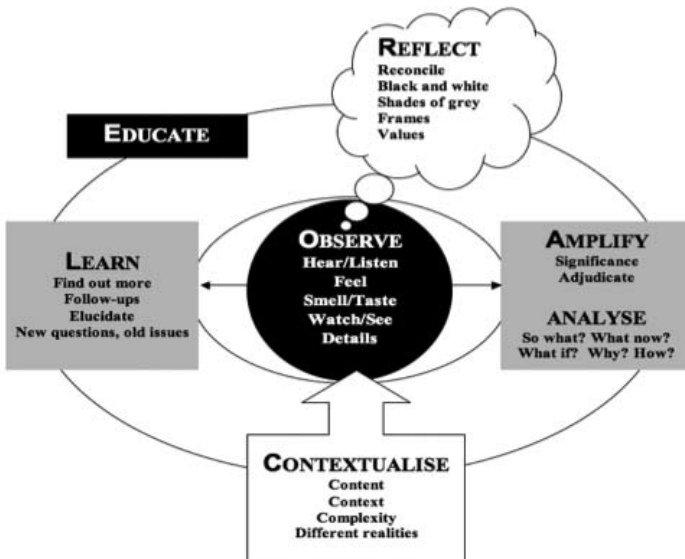 REFLECT
Reconcile
Black and white
Shades of grey
Frames
Values
EDUCATE
LEARN
Find out more
Follow-ups
Elucidate
New questions, old issues
OBSERVE
Hear/Listen
Feel
Smell/Taste
Watch/See
Details
AMPLIFY
Significance
Adjudicate
ANALYSE
So what? What now?
What if? Why? How?
CONTEXTUALISE
Content
Context
Complexity
Different realities